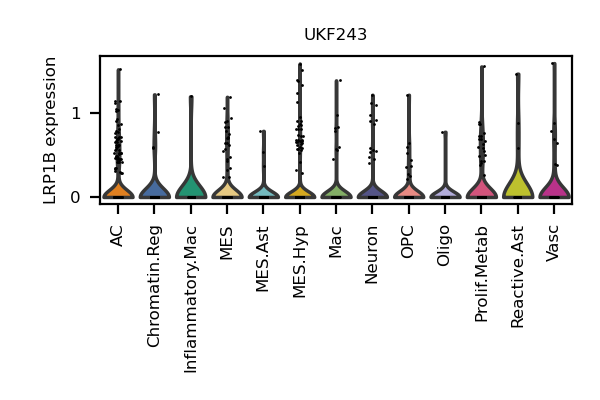 UKF243
LRP1B expression
1
0
AC
Chromatin.Reg
Inflammatory.Mac
MES
MES.Ast
MES.Hyp
Mac
Neuron
OPC
Oligo
Prolif.Metab
Reactive.Ast
Vasc